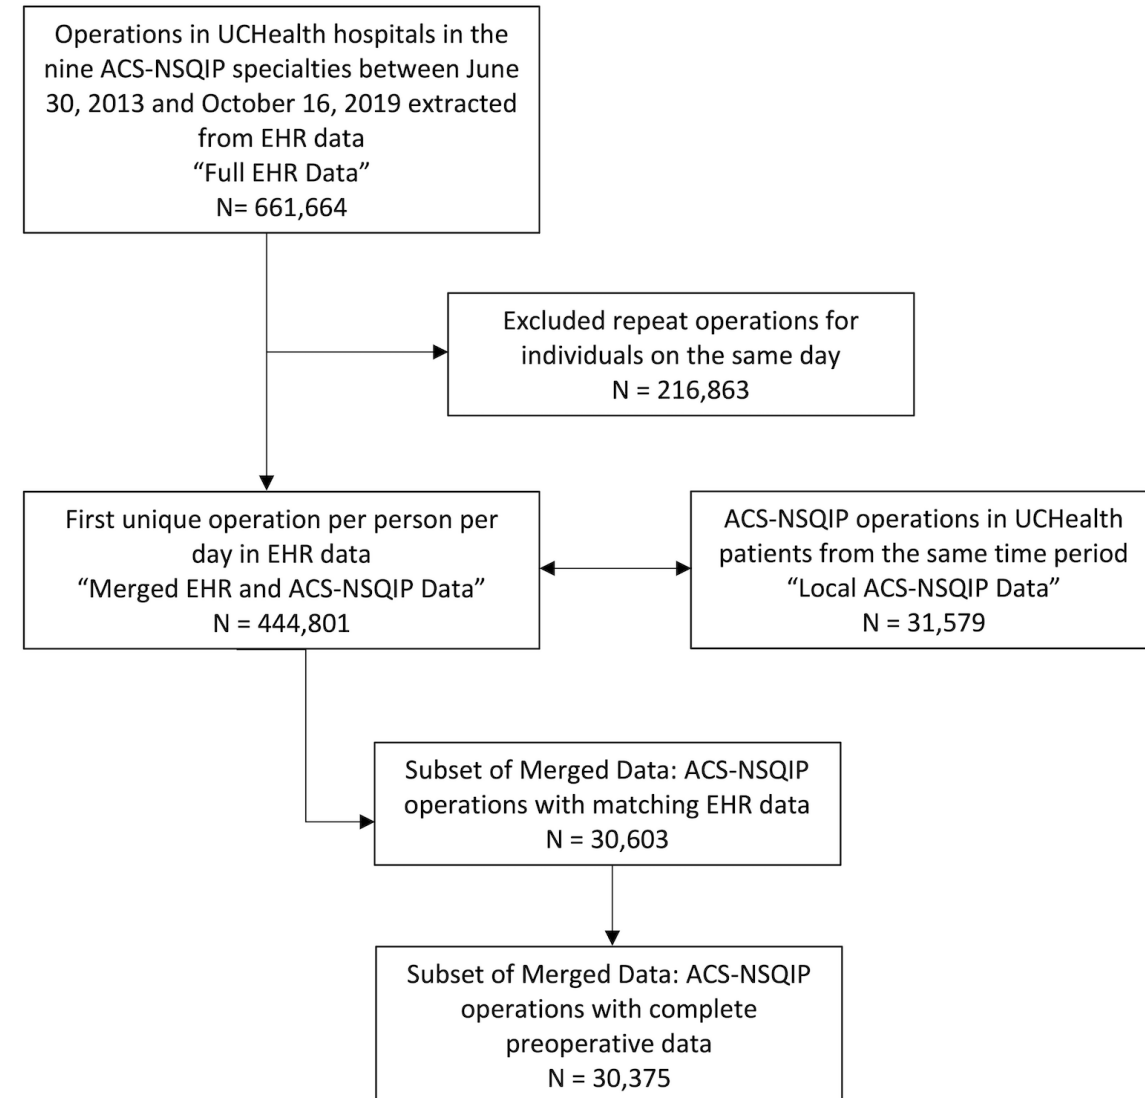 Operations in UCHealth hospitals in the
nine ACS-NSQIP specialties between June
30, 2013 and October 16, 2019 extracted
from EHR data
“Full EHR Data”
N= 661,664
Excluded repeat operations for
individuals on the same day
N = 216,863
First unique operation per person per
day in EHR data
“Merged EHR and ACS-NSQIP Data”
N = 444,801
ACS-NSQIP operations in UCHealth
patients from the same time period
“Local ACS-NSQIP Data”
N = 31,579
Subset of Merged Data: ACS-NSQIP
operations with matching EHR data
N = 30,603
Subset of Merged Data: ACS-NSQIP
operations with complete
preoperative data
N = 30,375